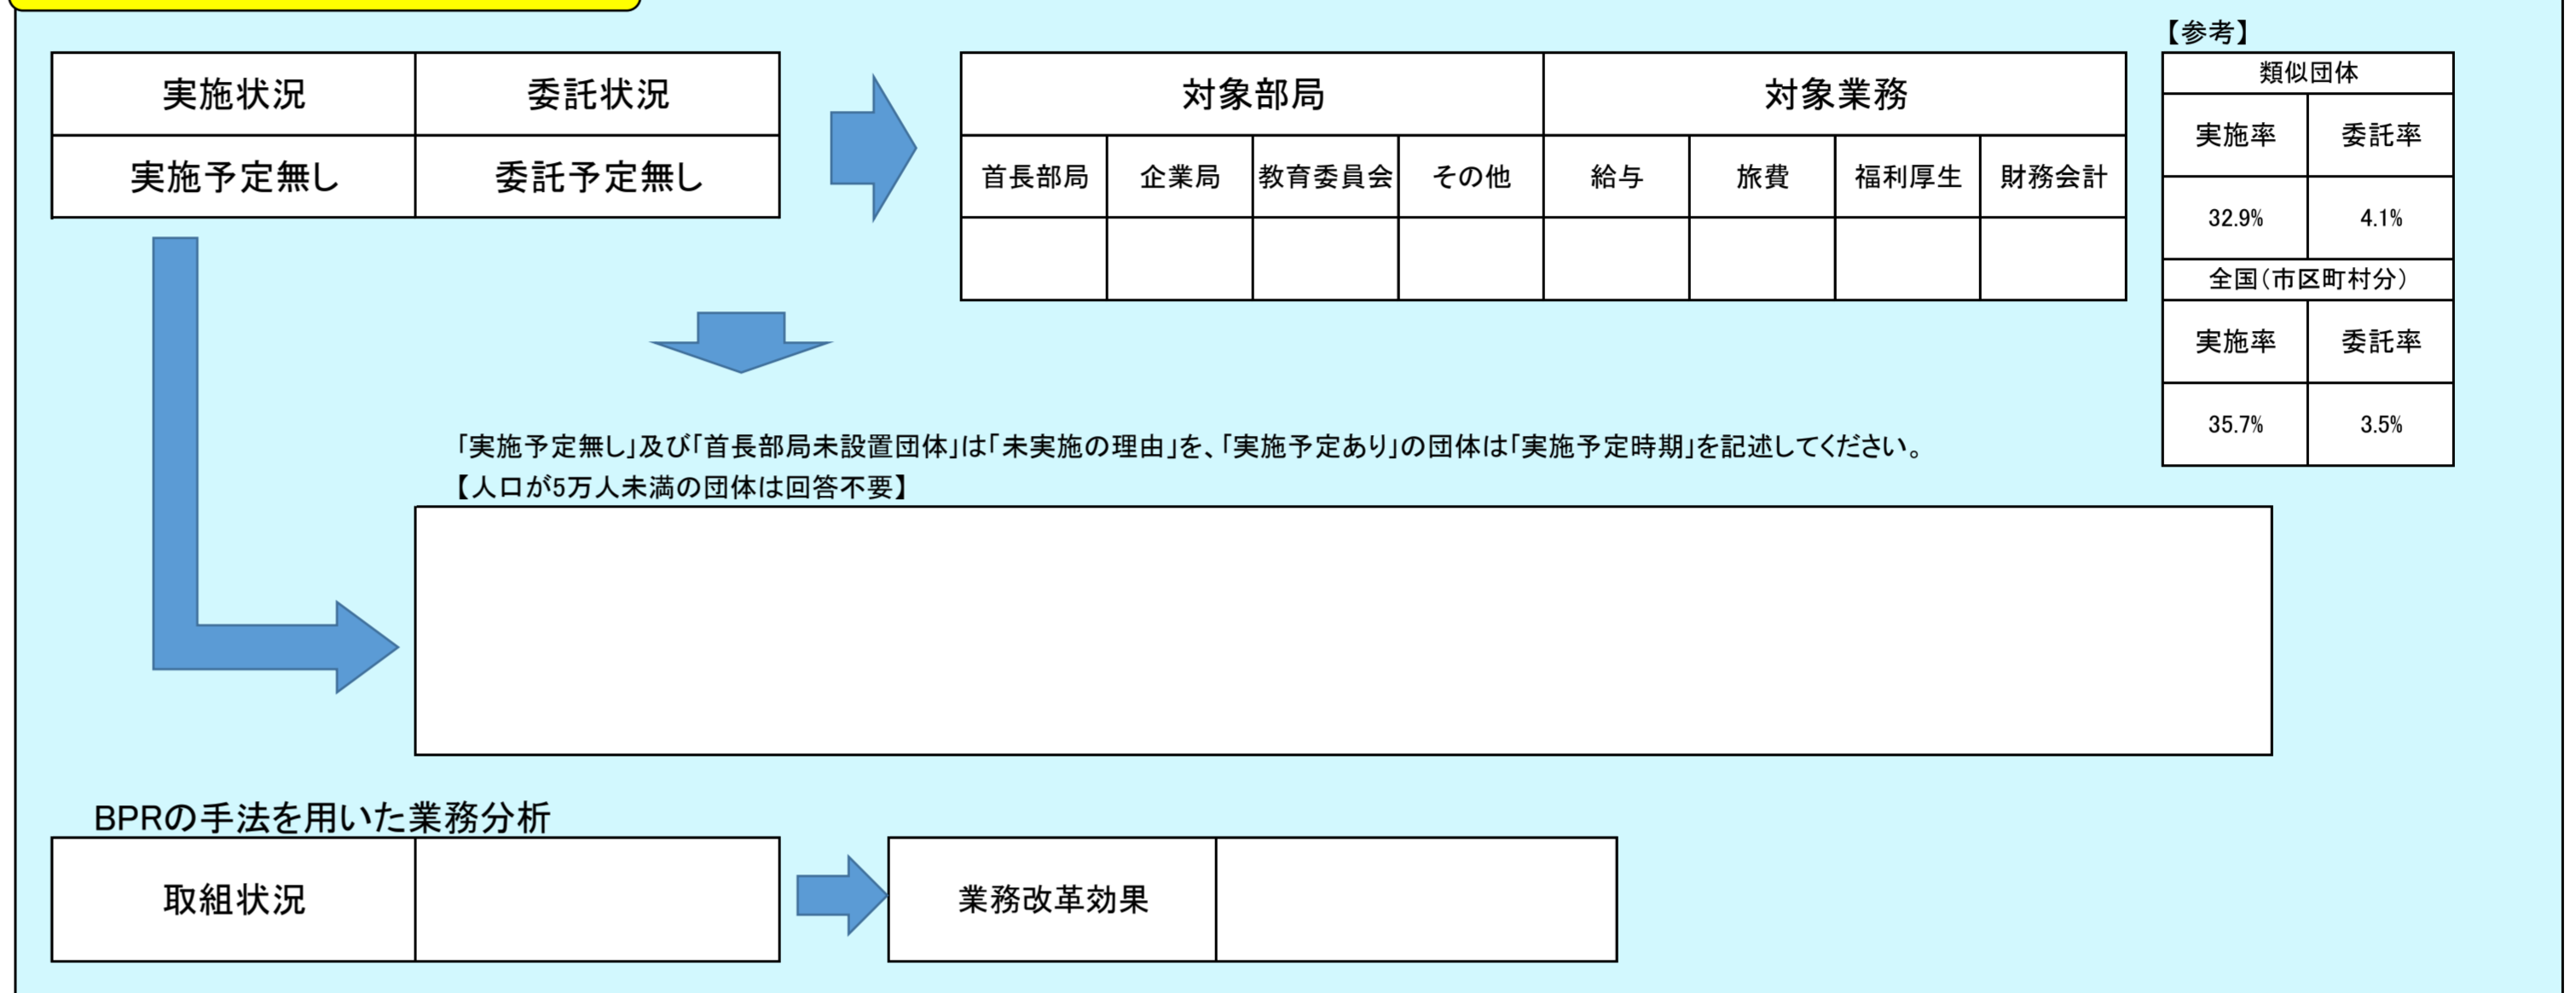 【参考】
実施状況 委託状況
実施予定無し 委託予定無し
対象部局 対象業務
首長部局 企業局 教育委員会 その他 給与 旅費 福利厚生 財務会計
類似団体
実施率 委託率
32.9% 4.1%
全国(市区町村分)
実施率 委託率
35.7% 3.5%
「実施予定無し」及び「首長部局未設置団体」は「未実施の理由」を、「実施予定あり」の団体は「実施予定時期」を記述してください。
【人口が5万人未満の団体は回答不要】
BPRの手法を用いた業務分析
取組状況
業務改革効果